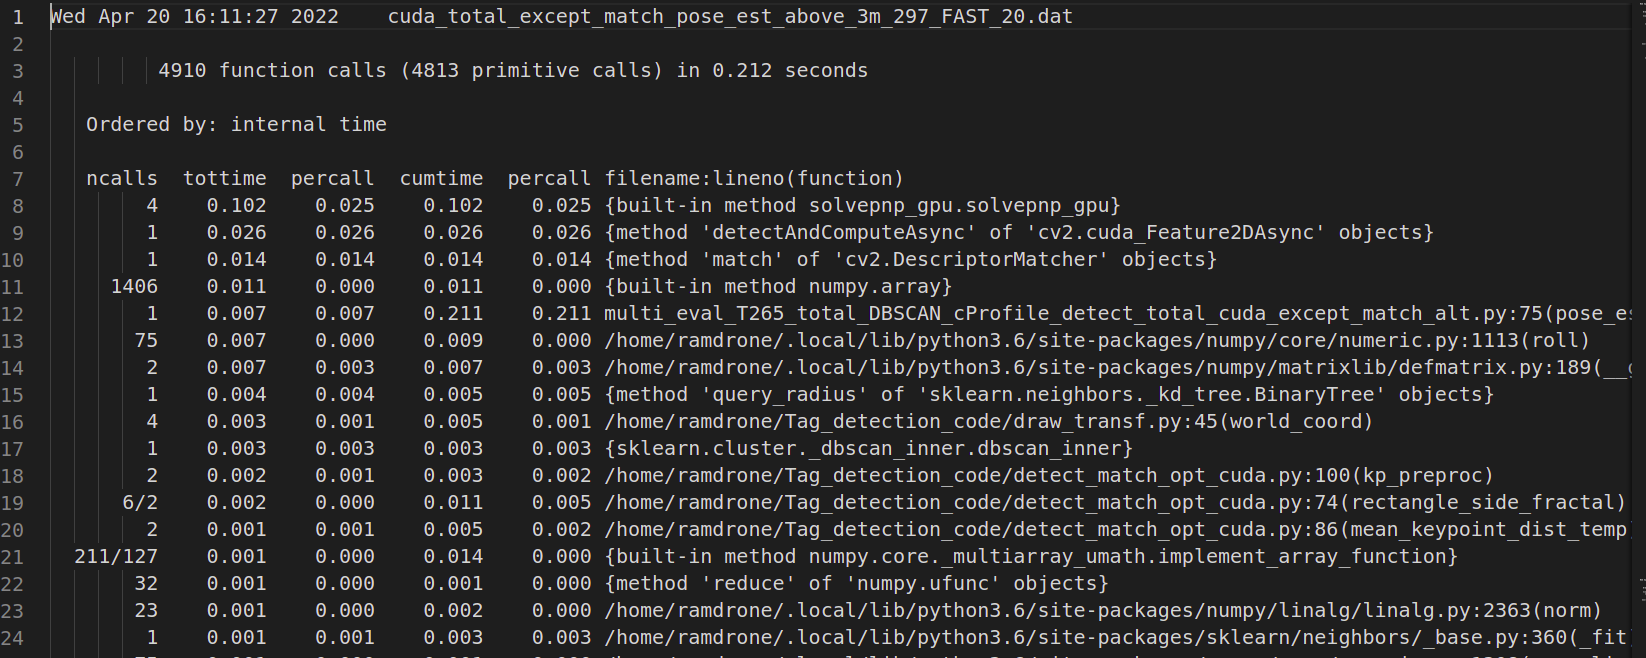 1 Wed Apr 20 16:11:27 2022    cuda_total_except_match_pose_est_above_3m_297_FAST_20.dat
2
3 4910 function calls (4813 primitive calls) in 0.212 seconds
4
5 Ordered by: internal time
6
7 ncalls  tottime  percall  cumtime  percall filename:lineno(function)
8 4    0.102    0.025    0.102    0.025 {built-in method solvepnp_gpu.solvepnp_gpu}
9 1    0.026    0.026    0.026    0.026 {method 'detectAndComputeAsync' of 'cv2.cuda_Feature2DAsync' objects}
10 1    0.014    0.014    0.014    0.014 {method 'match' of 'cv2.DescriptorMatcher' objects}
11 1406    0.011    0.000    0.011    0.000 {built-in method numpy.array}
12 1    0.007    0.007    0.211    0.211 multi_eval_T265_total_DBSCAN_cProfile_detect_total_cuda_except_match_alt.py:75(pose_es
13 75    0.007    0.000    0.009    0.000 /home/ramdrone/.local/lib/python3.6/site-packages/numpy/core/numeric.py:1113(roll)
14 2    0.007    0.003    0.007    0.003 /home/ramdrone/.local/lib/python3.6/site-packages/numpy/matrixlib/defmatrix.py:189(__
15 1    0.004    0.004    0.005    0.005 {method 'query_radius' of 'sklearn.neighbors._kd_tree.BinaryTree' objects}
16 4    0.003    0.001    0.005    0.001 /home/ramdrone/Tag_detection_code/draw_transf.py:45(world_coord)
17 1    0.003    0.003    0.003    0.003 {sklearn.cluster._dbscan_inner.dbscan_inner}
18 2    0.002    0.001    0.003    0.002 /home/ramdrone/Tag_detection_code/detect_match_opt_cuda.py:100(kp_preproc)
19 6/2    0.002    0.000    0.011    0.005 /home/ramdrone/Tag_detection_code/detect_match_opt_cuda.py:74(rectangle_side_fractal)
20 2    0.001    0.001    0.005    0.002 /home/ramdrone/Tag_detection_code/detect_match_opt_cuda.py:86(mean_keypoint_dist_temp
21 211/127    0.001    0.000    0.014    0.000 {built-in method numpy.core._multiarray_umath.implement_array_function}
22 32    0.001    0.000    0.001    0.000 {method 'reduce' of 'numpy.ufunc' objects}
23 23    0.001    0.000    0.002    0.000 /home/ramdrone/.local/lib/python3.6/site-packages/numpy/linalg/linalg.py:2363(norm)
24 1    0.001    0.001    0.003    0.003 /home/ramdrone/.local/lib/python3.6/site-packages/sklearn/neighbors/_base.py:360(_fit